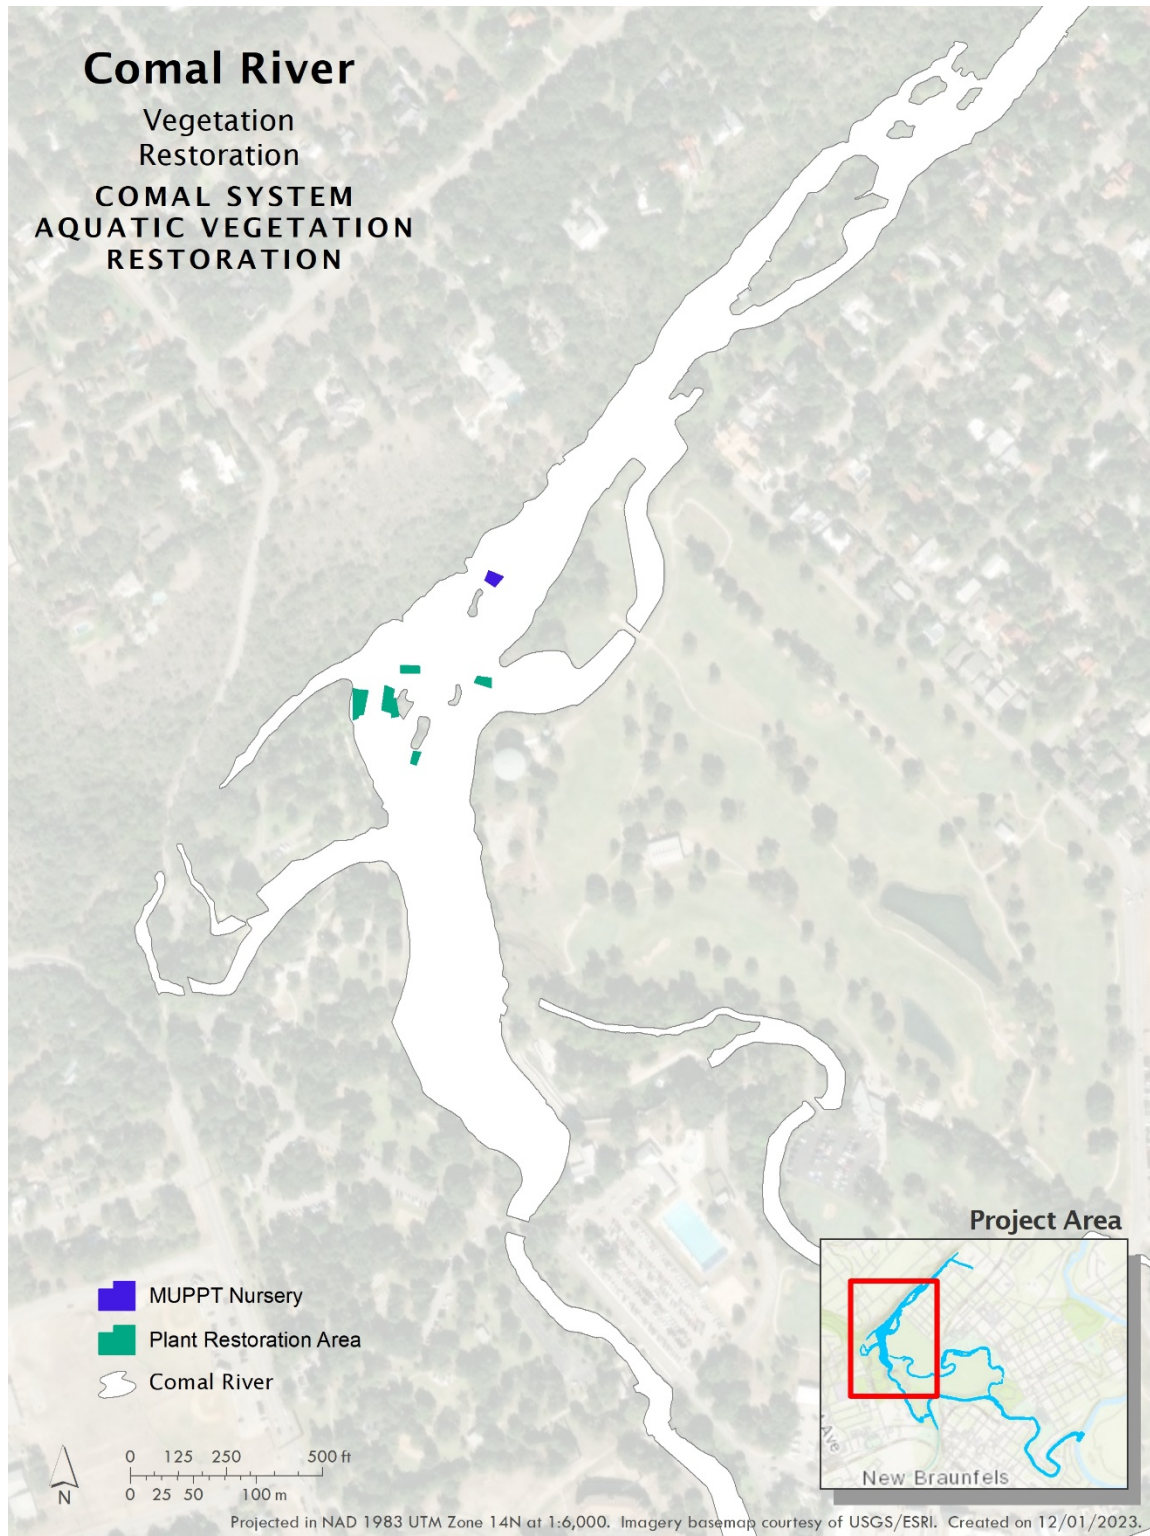 Comal River
Vegetation
Restoration
COMAL SYSTEM
AQUATIC VEGETATION
RESTORATION
Project Area
MUPPT Nursery
Plant Restoration Area
Comal River
Ave
New Braunfels
0 125 250 500 ft
0 25 50 100 m
N
Projected in NAD 1983 UTM Zone 14N at 1:6,000. Imagery basemap courtesy of USGS/ESRI. Created on 12/01/2023.